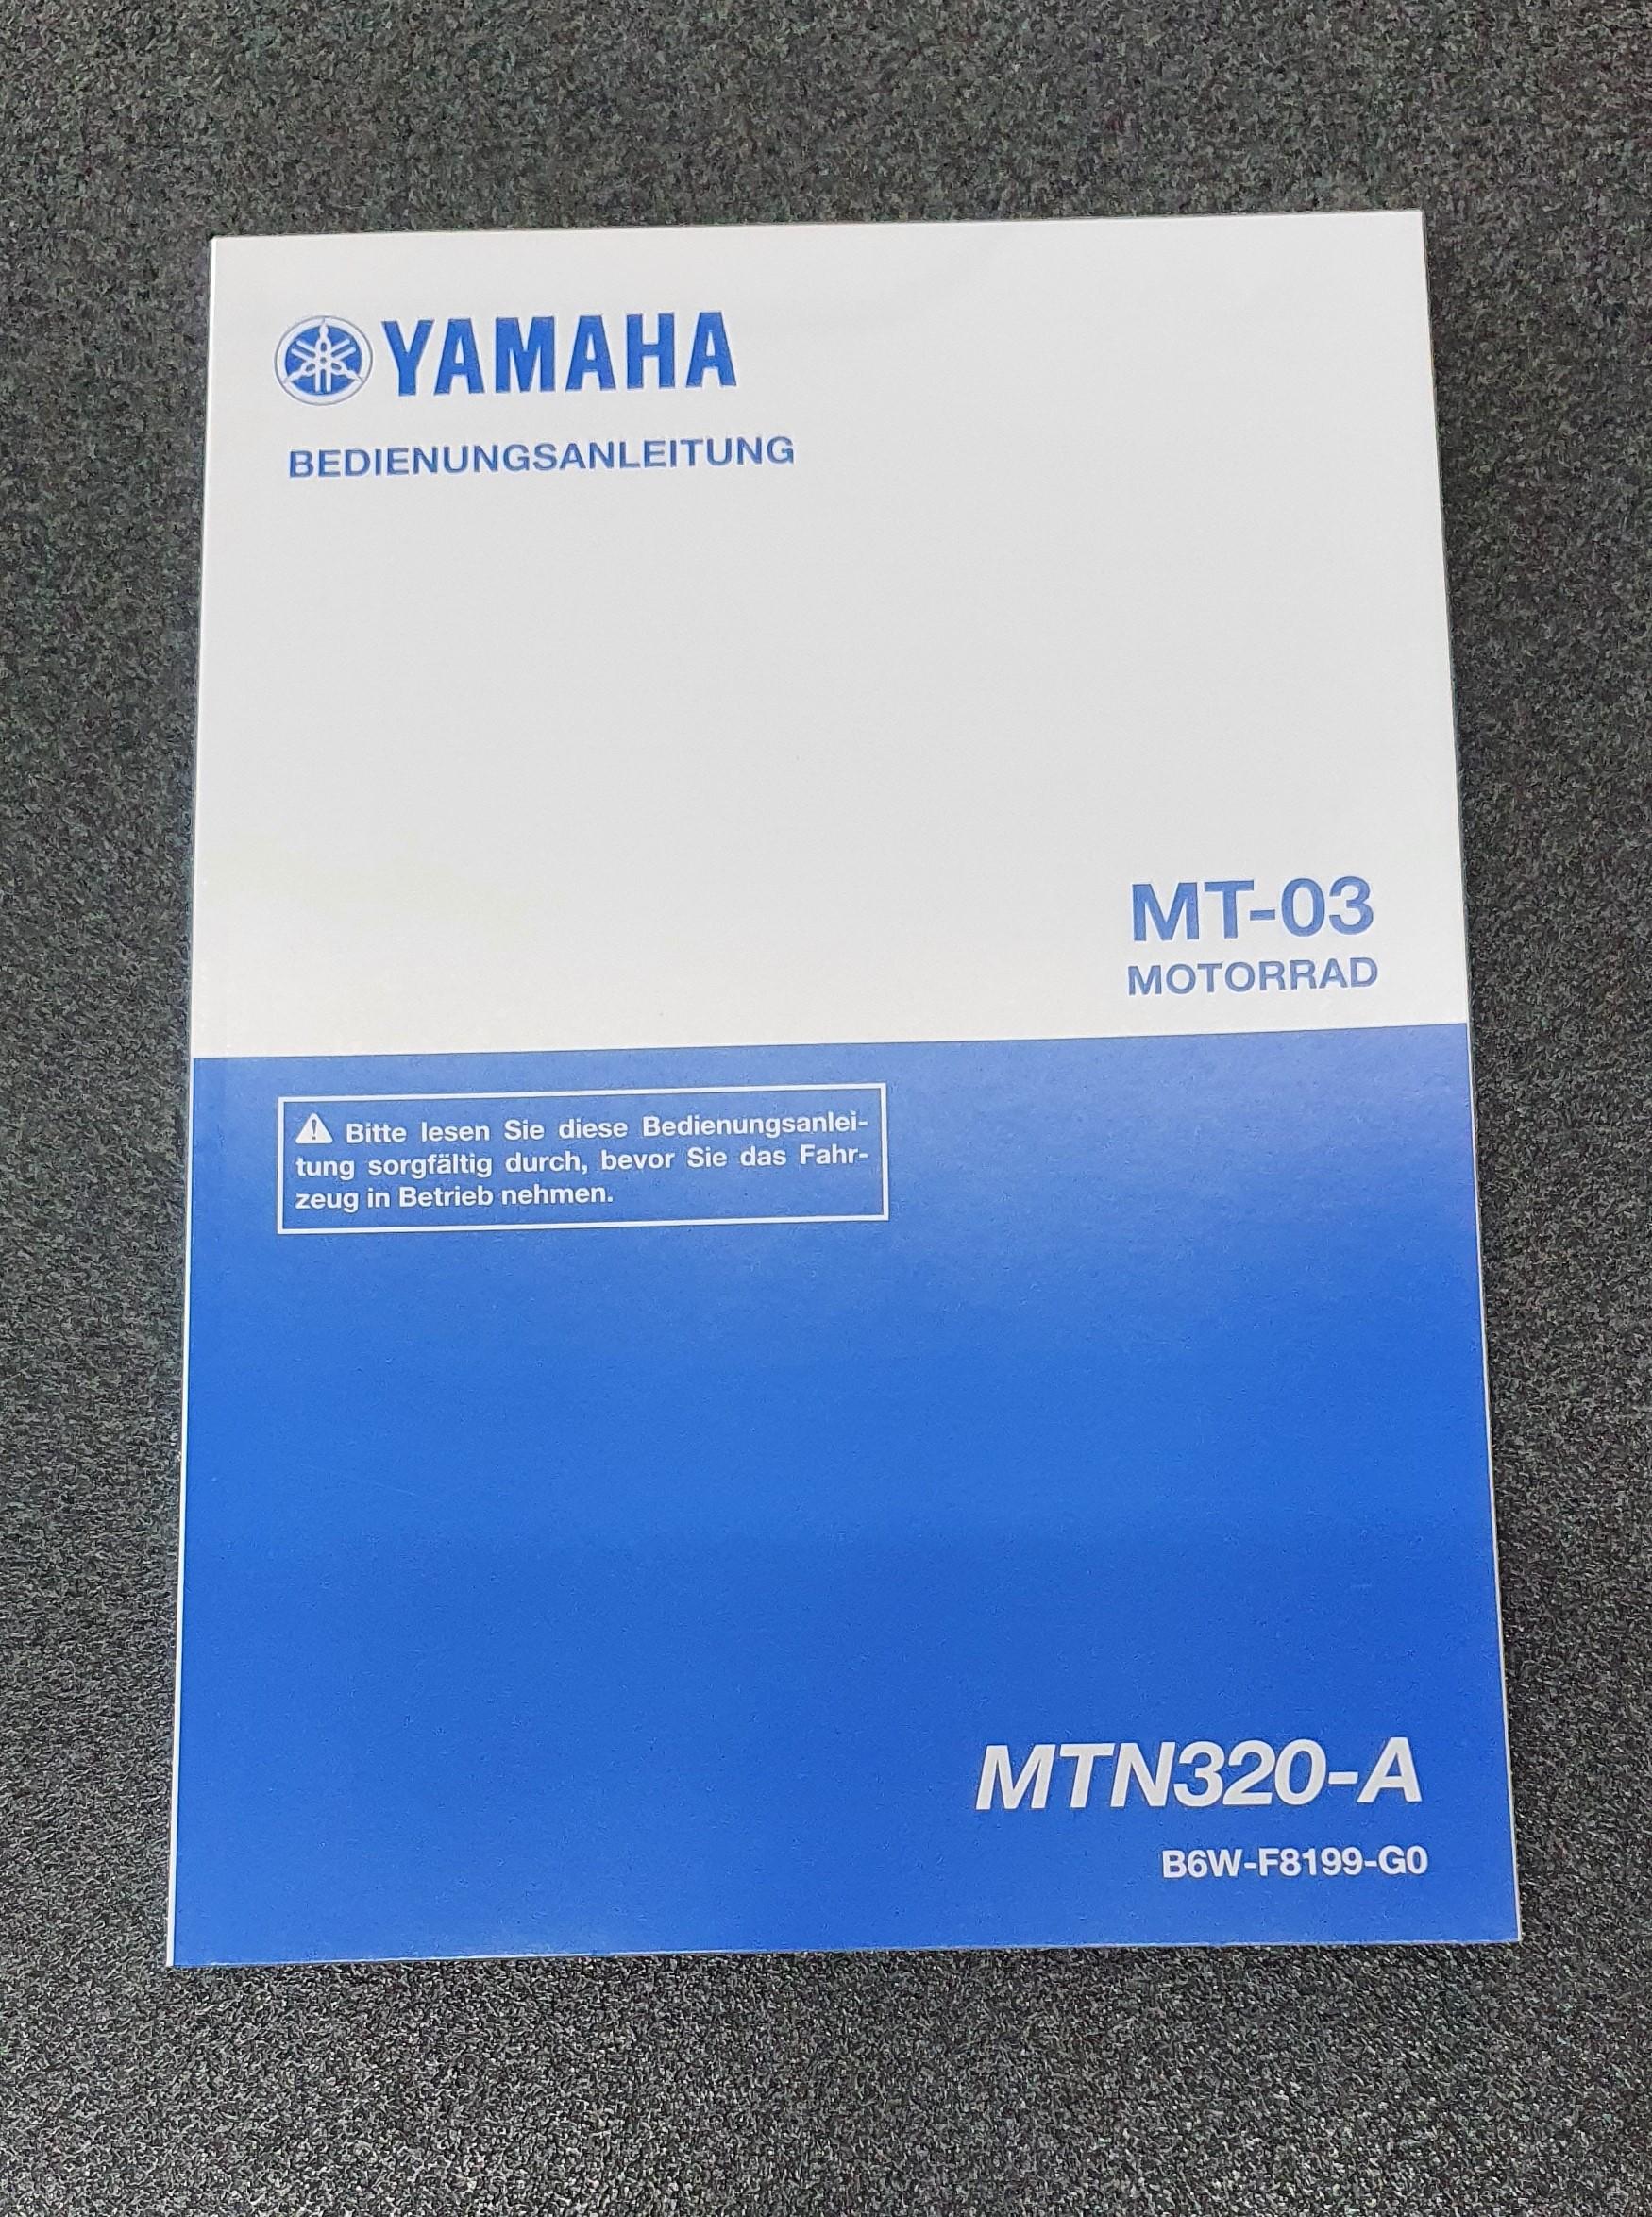 YAMAHA
BEDIENUNGSANLEITUNG
MT-03
MOTORRAD
Bitte lesen Sie diese Bedienungsanlei-
tung sorgfältig durch, bevor Sie das Fahr-
zeug in Betrieb nehmen.
MTN320-A
B6W-F8199-G0